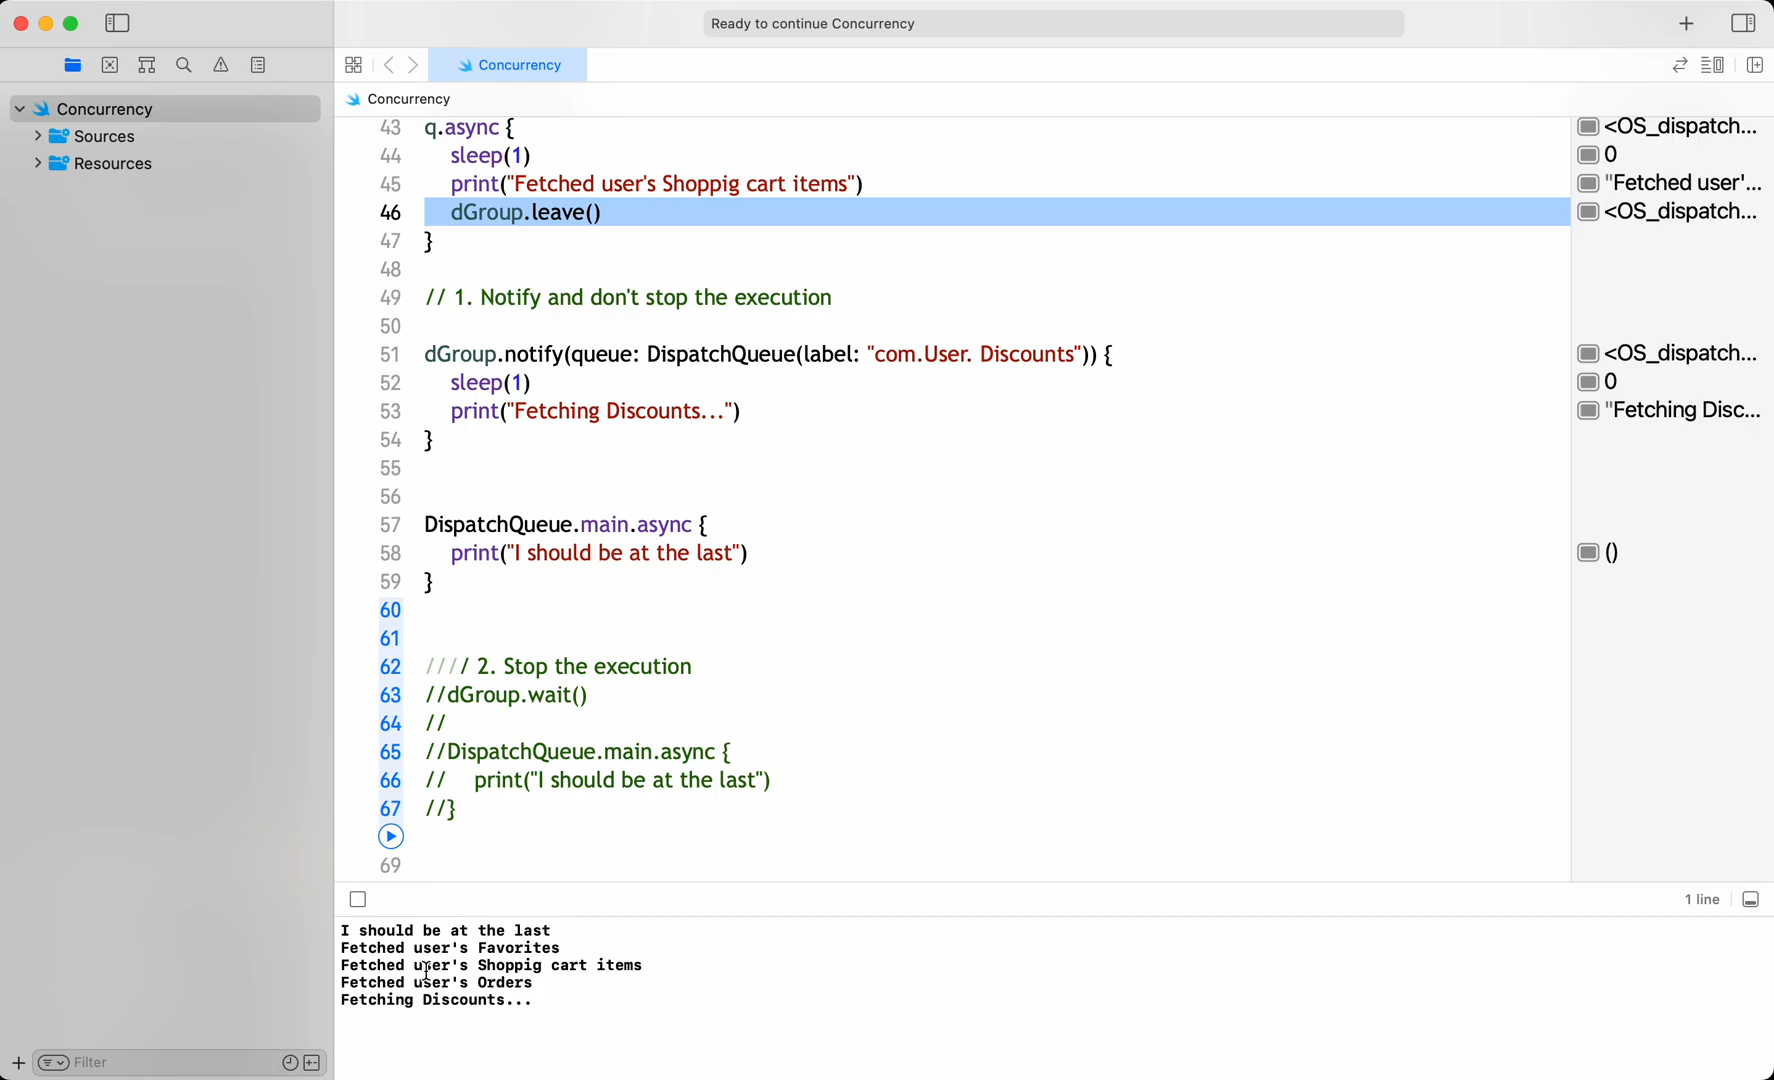 Ready to continue Concurrency
Concurrency
Concurrency
Concurrency
Sources
Resources
43 q.async {
44 sleep(1)
45 print("Fetched user's Shoppig cart items")
46 dGroup.leave()
47 }
48
49 // 1. Notify and don't stop the execution
50
51 dGroup.notify(queue: DispatchQueue(label: "com.User. Discounts")) {
52 sleep(1)
53 print("Fetching Discounts...")
54 }
55
56
57 DispatchQueue.main.async {
58 print("I should be at the last")
59 }
60
61
62 //// 2. Stop the execution
63 //dGroup.wait()
64 //
65 //DispatchQueue.main.async {
66 // print("I should be at the last")
67 //}
69
<OS_dispatch...
0
"Fetched user'...
<OS_dispatch...
<OS_dispatch...
0
"Fetching Disc...
()
1 line
I should be at the last
Fetched user's Favorites
Fetched user's Shoppig cart items
Fetched user's Orders
Fetching Discounts...
Filter